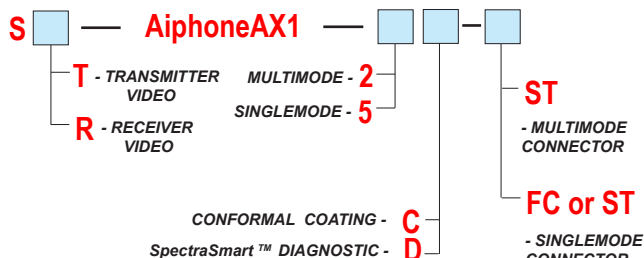 S AiphoneAX1
T - TRANSMITTER
VIDEO
R - RECEIVER
VIDEO
MULTIMODE - 2
SINGLEMODE - 5
ST
- MULTIMODE
CONNECTOR
FC or ST
- SINGLEMODE
CONNECTOR
CONFORMAL COATING - C
SpectraSmart ™ DIAGNOSTIC - D